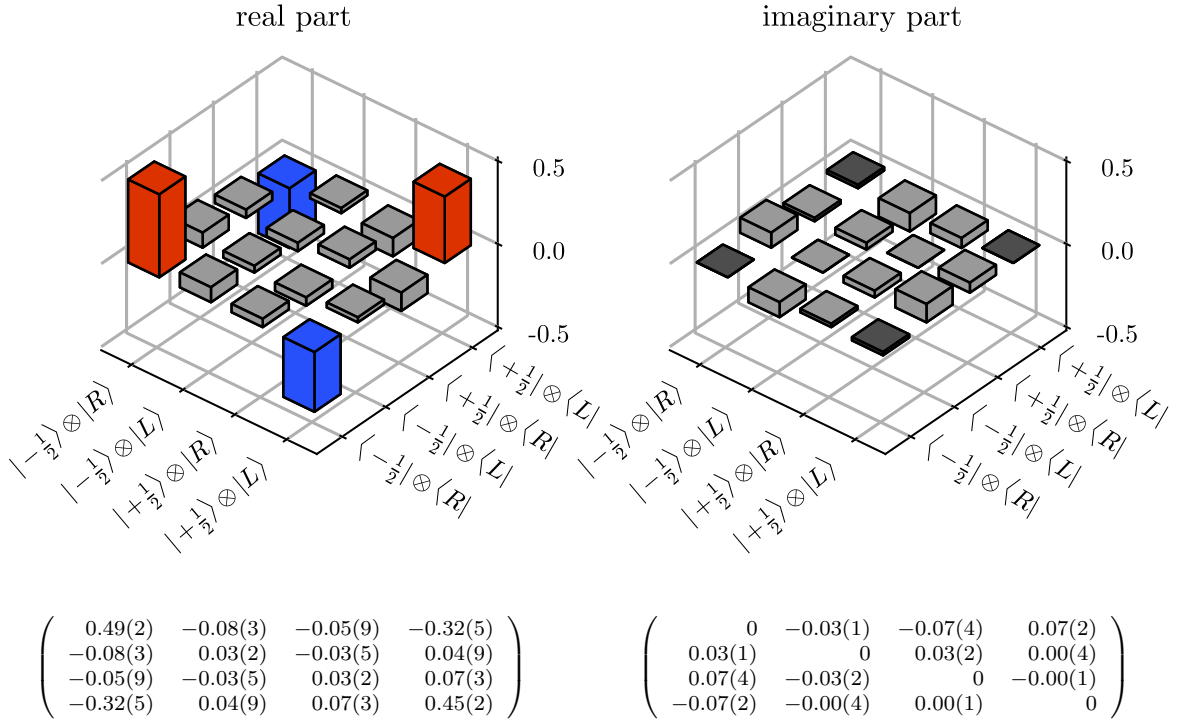 real part
imaginary part
0.5
0.0
-0.5
0.5
0.0
-0.5
|−1/2⟩⊗|R⟩
|−1/2⟩⊗|L⟩
|+1/2⟩⊗|R⟩
|+1/2⟩⊗|L⟩
⟨+1/2|⊗⟨L|
⟨+1/2|⊗⟨R|
⟨−1/2|⊗⟨L|
⟨−1/2|⊗⟨R|
|−1/2⟩⊗|R⟩
|−1/2⟩⊗|L⟩
|+1/2⟩⊗|R⟩
|+1/2⟩⊗|L⟩
⟨+1/2|⊗⟨L|
⟨+1/2|⊗⟨R|
⟨−1/2|⊗⟨L|
⟨−1/2|⊗⟨R|
0.49(2) −0.08(3) −0.05(9) −0.32(5)
−0.08(3) 0.03(2) −0.03(5) 0.04(9)
−0.05(9) −0.03(5) 0.03(2) 0.07(3)
−0.32(5) 0.04(9) 0.07(3) 0.45(2)
0 −0.03(1) −0.07(4) 0.07(2)
0.03(1) 0 0.03(2) 0.00(4)
0.07(4) −0.03(2) 0 −0.00(1)
−0.07(2) −0.00(4) 0.00(1) 0